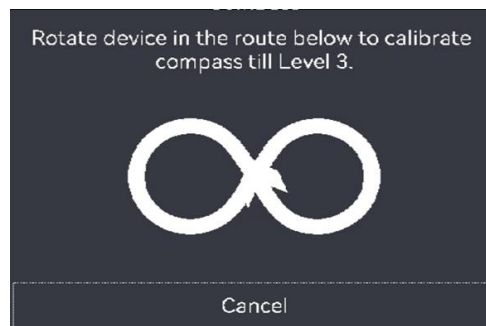 Rotate device in the route below to calibrate
compass till Level 3.
Cancel